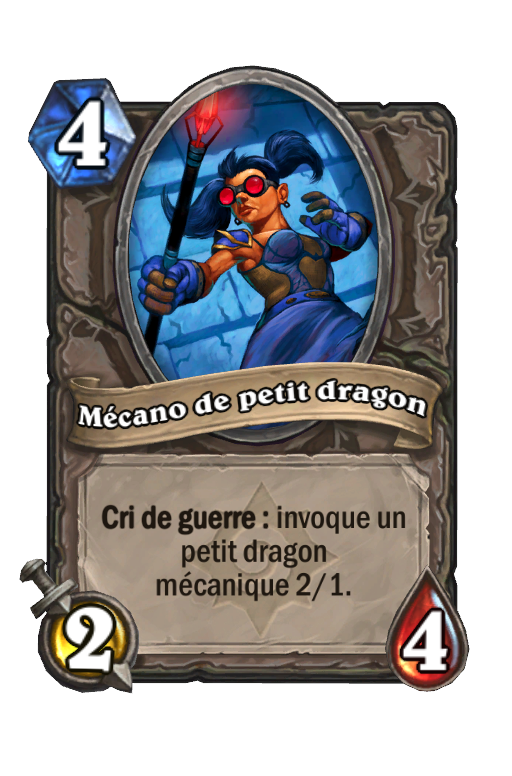 4
Mécano de petit dragon
Cri de guerre : invoque un
petit dragon
mécanique 2/1.
2
4